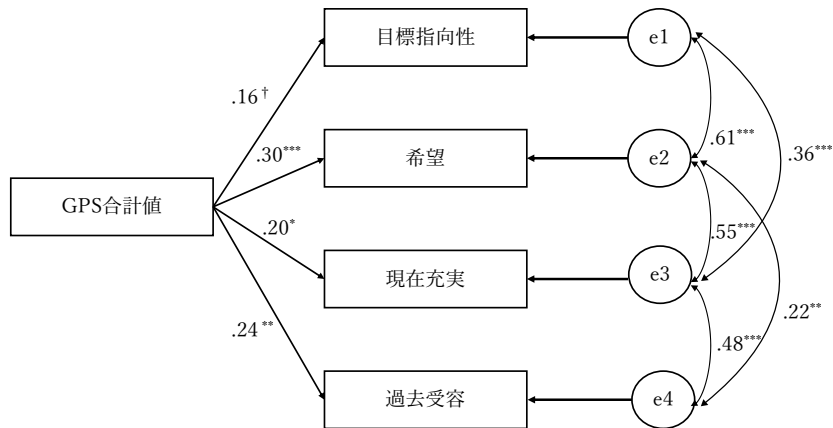 目標指向性
e1
.16†
.61***
.30***
希望
e2
.36***
GPS合計値
.20*
.55***
現在充実
e3
.24**
.22**
.48***
過去受容
e4